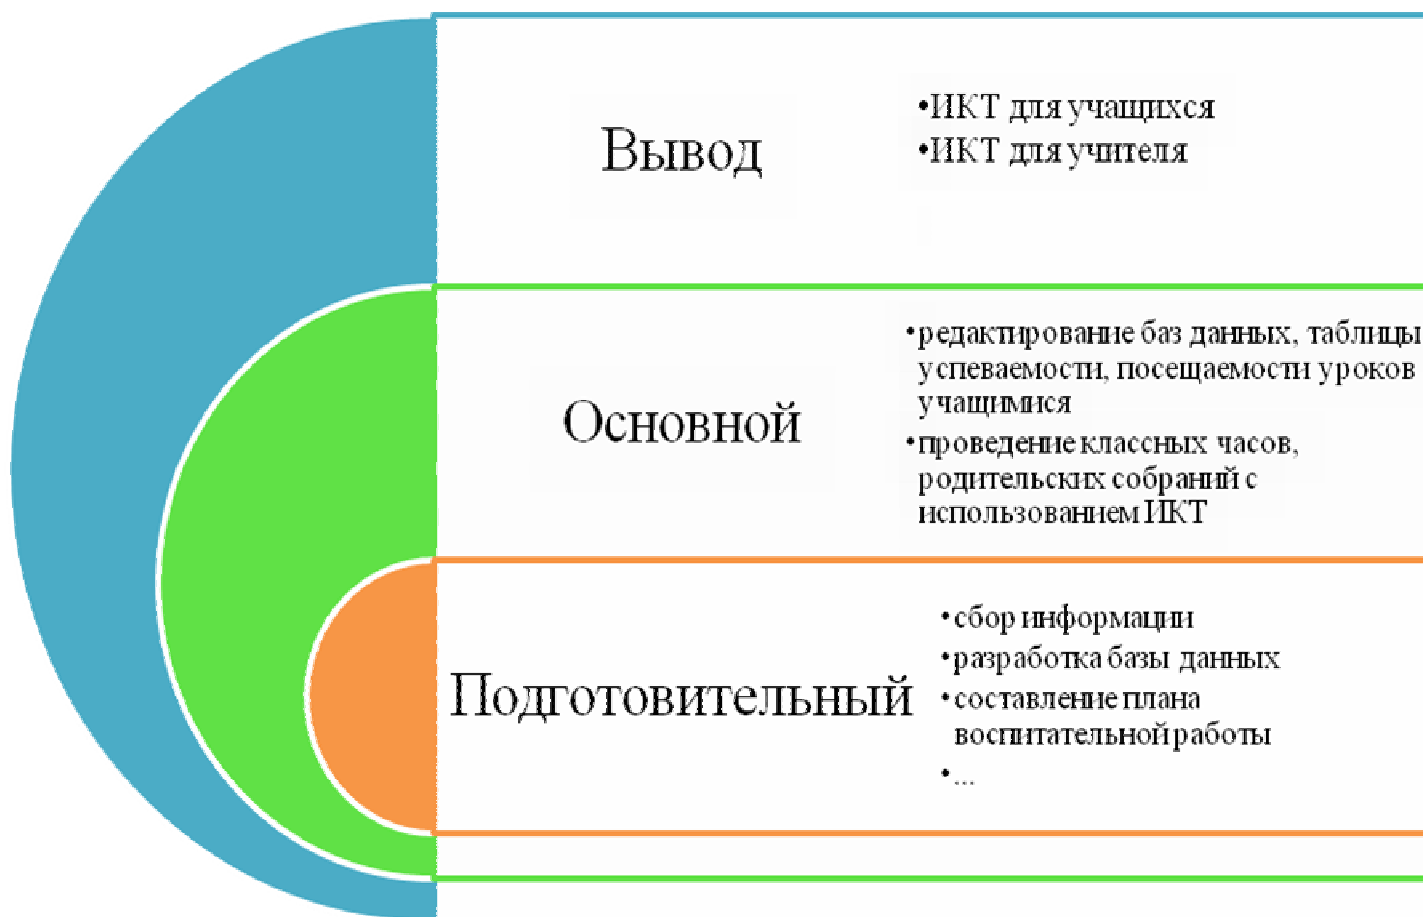 Вывод
•ИКТ для учащихся
•ИКТ для учителя
Основной
•редактирование баз данных, таблицы
успеваемости, посещаемости уроков
учащимися
•проведение классных часов,
родительских собраний с
использованием ИКТ
Подготовительный
•сбор информации
•разработка базы данных
•составление плана
воспитательной работы
•...